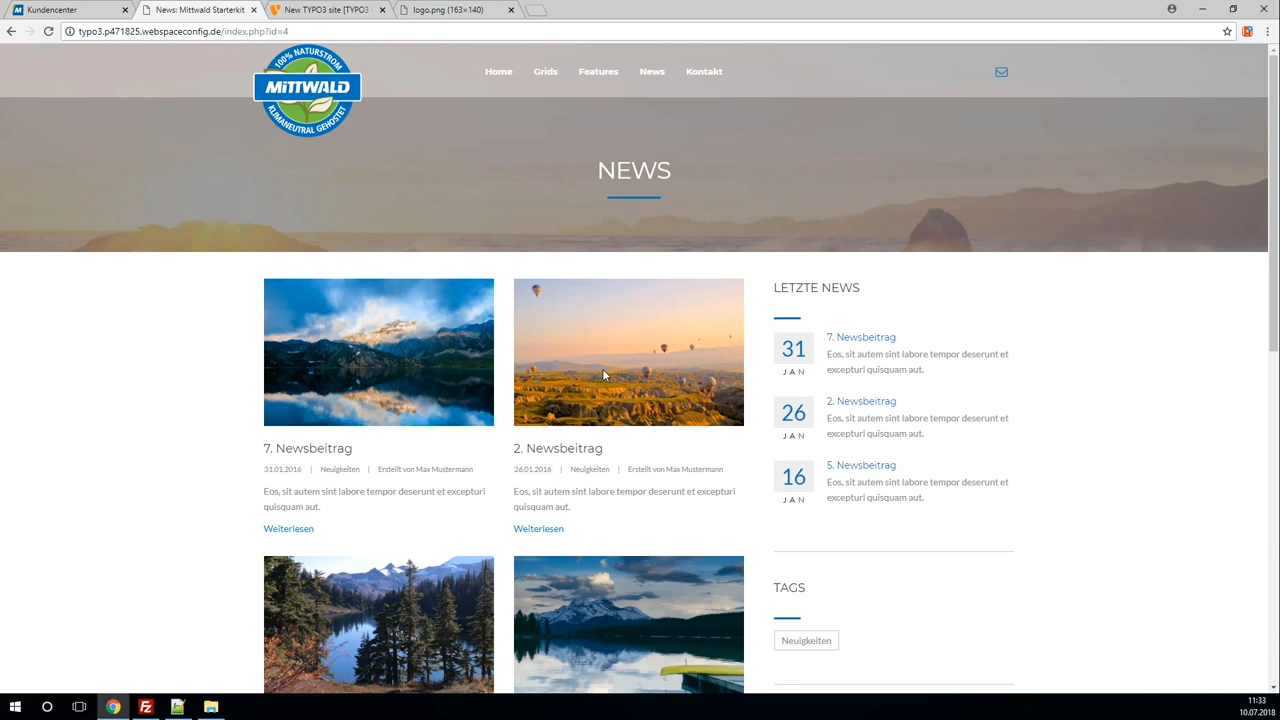 Kundencenter
News: Mittwald Starterkit
New TYPO3 site [TYPO3
logo.png (163×140)
typo3.p471825.webspaceconfig.de/index.php?id=4
100% NATURSTROM
MITTWALD
KLIMANEUTRAL GEHOSTET
Home
Grids
Features
News
Kontakt
NEWS
7. Newsbeitrag
31.01.2016 | Neuigkeiten | Erstellt von Max Mustermann
Eos, sit autem sint labore tempor deserunt et excepturi
quisquam aut.
Weiterlesen
2. Newsbeitrag
26.01.2016 | Neuigkeiten | Erstellt von Max Mustermann
Eos, sit autem sint labore tempor deserunt et excepturi
quisquam aut.
Weiterlesen
LETZTE NEWS
31
JAN
7. Newsbeitrag
Eos, sit autem sint labore tempor deserunt et
excepturi quisquam aut.
26
JAN
2. Newsbeitrag
Eos, sit autem sint labore tempor deserunt et
excepturi quisquam aut.
16
JAN
5. Newsbeitrag
Eos, sit autem sint labore tempor deserunt et
excepturi quisquam aut.
TAGS
Neuigkeiten
11:33
10.07.2018